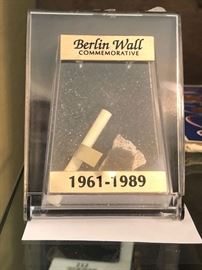 Berlin Wall
COMMEMORATIVE
1961-1989